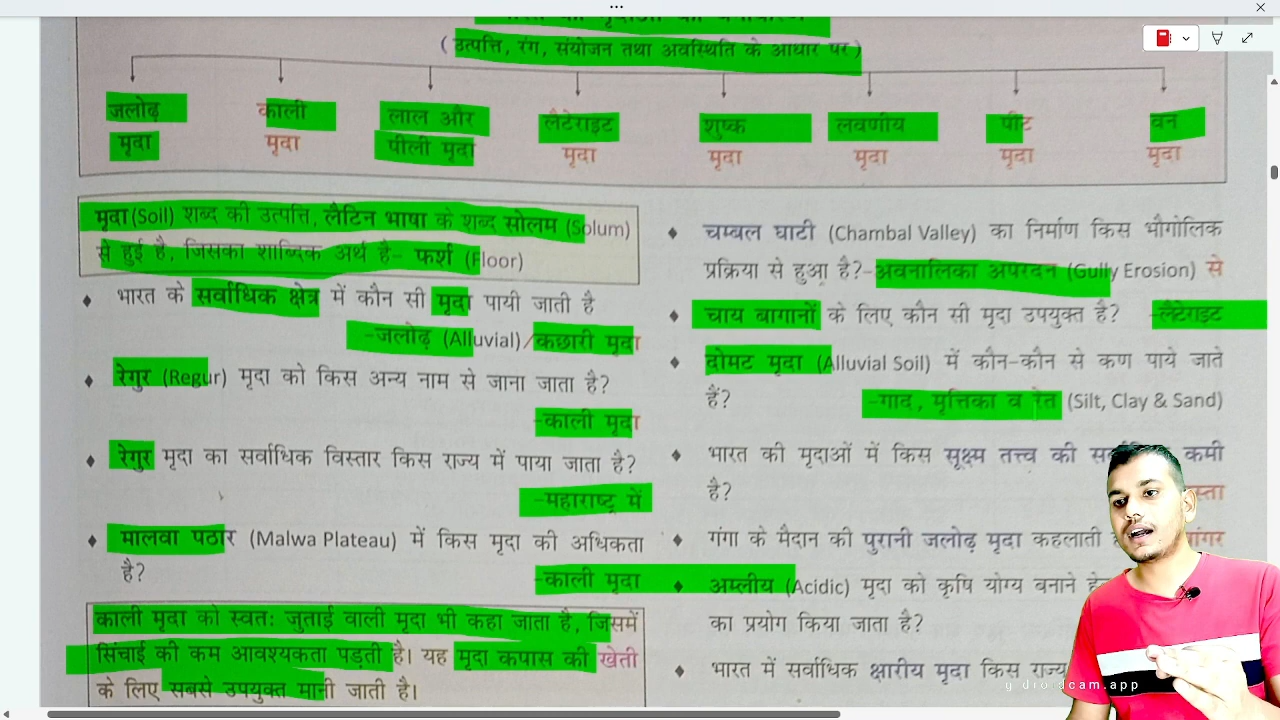 ( उत्पत्ति, रंग, संयोजन तथा अवस्थिति के आधार पर)
जलोढ़ मृदा
काली मृदा
लाल और पीली मृदा
लैटेराइट मृदा
शुष्क मृदा
लवणीय मृदा
पीट मृदा
वन मृदा
मृदा (Soil) शब्द की उत्पत्ति, लैटिन भाषा के शब्द सोलम (Solum)
से हुई है, जिसका शाब्दिक अर्थ है- फर्श (Floor)
♦ भारत के सर्वाधिक क्षेत्र में कौन सी मृदा पायी जाती है
-जलोढ़ (Alluvial)/कछारी मृदा
♦ रेगुर (Regur) मृदा को किस अन्य नाम से जाना जाता है?
-काली मृदा
♦ रेगुर मृदा का सर्वाधिक विस्तार किस राज्य में पाया जाता है?
-महाराष्ट्र में
♦ मालवा पठार (Malwa Plateau) में किस मृदा की अधिकता
है?
-काली मृदा
काली मृदा को स्वतः जुताई वाली मृदा भी कहा जाता है, जिसमें
सिंचाई की कम आवश्यकता पड़ती है। यह मृदा कपास की खेती
के लिए सबसे उपयुक्त मानी जाती है।
♦ चम्बल घाटी (Chambal Valley) का निर्माण किस भौगोलिक
प्रक्रिया से हुआ है?-अवनालिका अपरदन (Gully Erosion) से
♦ चाय बागानों के लिए कौन सी मृदा उपयुक्त है? -लैटेराइट
♦ दोमट मृदा (Alluvial Soil) में कौन-कौन से कण पाये जाते
हैं? -गाद, मृत्तिका व रेत (Silt, Clay & Sand)
♦ भारत की मृदाओं में किस सूक्ष्म तत्त्व की कमी
है?
♦ गंगा के मैदान की पुरानी जलोढ़ मृदा कहलाती
♦ अम्लीय (Acidic) मृदा को कृषि योग्य बनाने
का प्रयोग किया जाता है?
♦ भारत में सर्वाधिक क्षारीय मृदा किस
droidcam.app